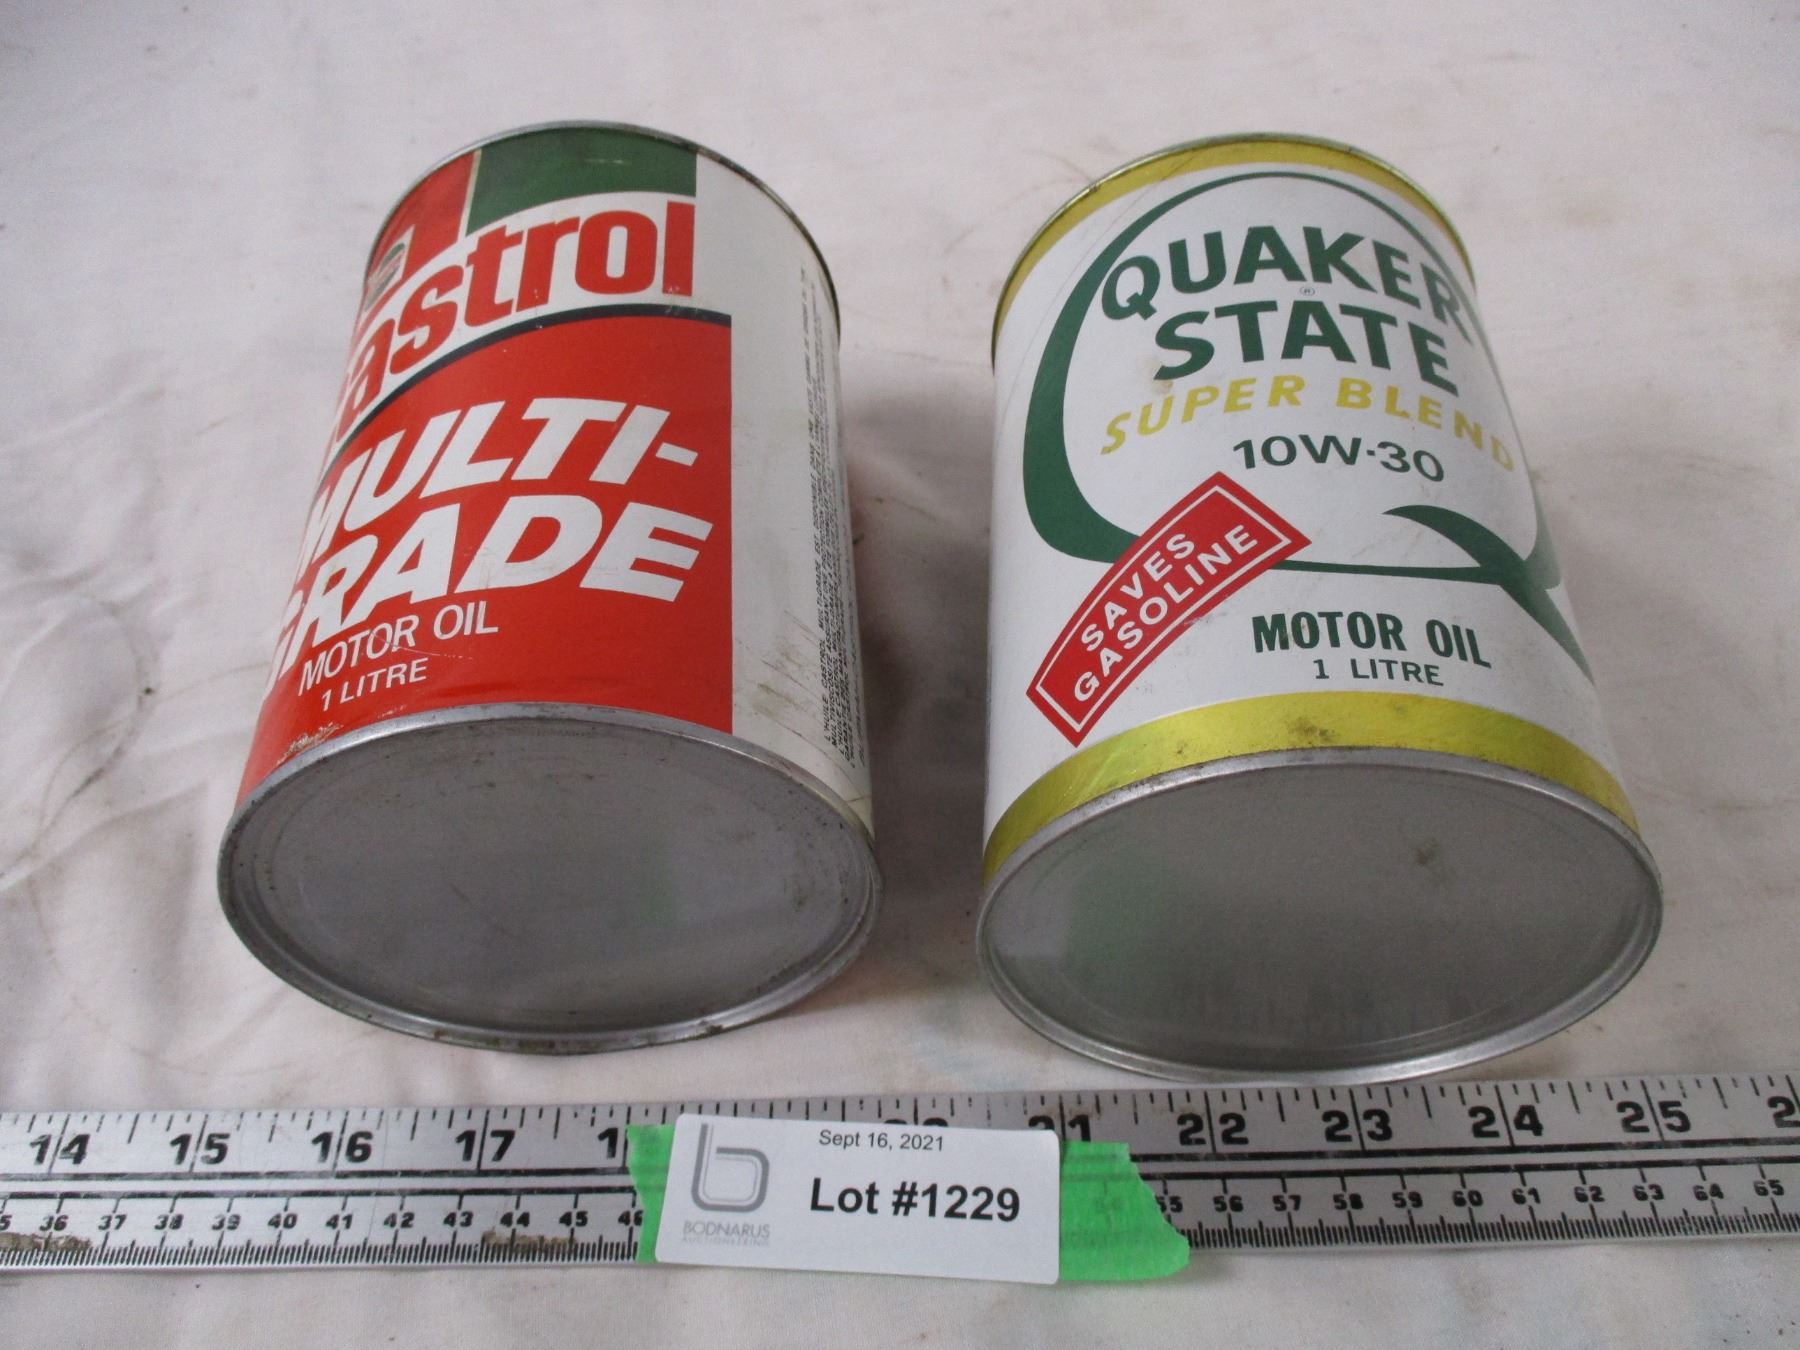 Castrol
MULTI-
GRADE
MOTOR OIL
1 LITRE
QUAKER
STATE
®
SUPER BLEND
10W-30
SAVES
GASOLINE
MOTOR OIL
1 LITRE
14 15 16 17 21 22 23 24 25
36 37 38 39 40 41 42 43 44 45 46 55 56 57 58 59 60 61 62 63 64 65
Sept 16, 2021
Lot #1229
b
BODNARUS
AUCTIONEERING